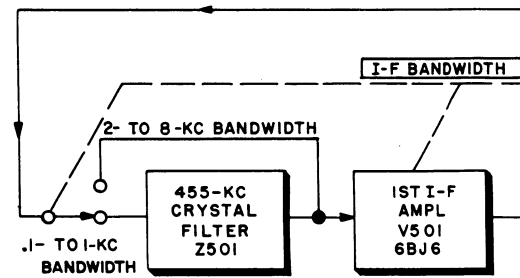 I-F BANDWIDTH
2- TO 8-KC BANDWIDTH
455-KC
CRYSTAL
FILTER
Z501
1ST I-F
AMPL
V501
6BJ6
.1- TO 1-KC
BANDWIDTH